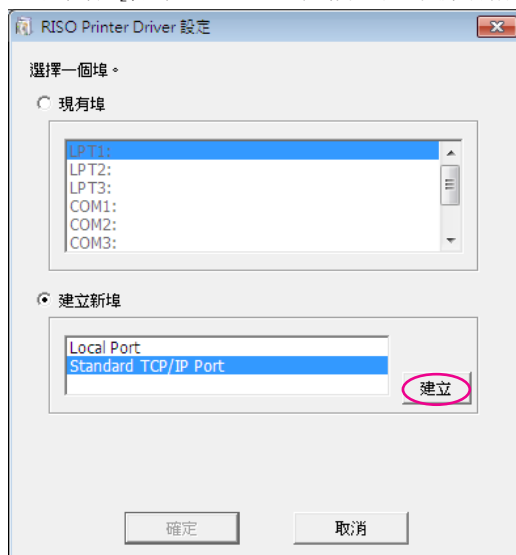 RISO Printer Driver 設定
選擇一個埠。
現有埠
LPT1:
LPT2:
LPT3:
COM1:
COM2:
COM3:
建立新埠
Local Port
Standard TCP/IP Port
建立
確定
取消